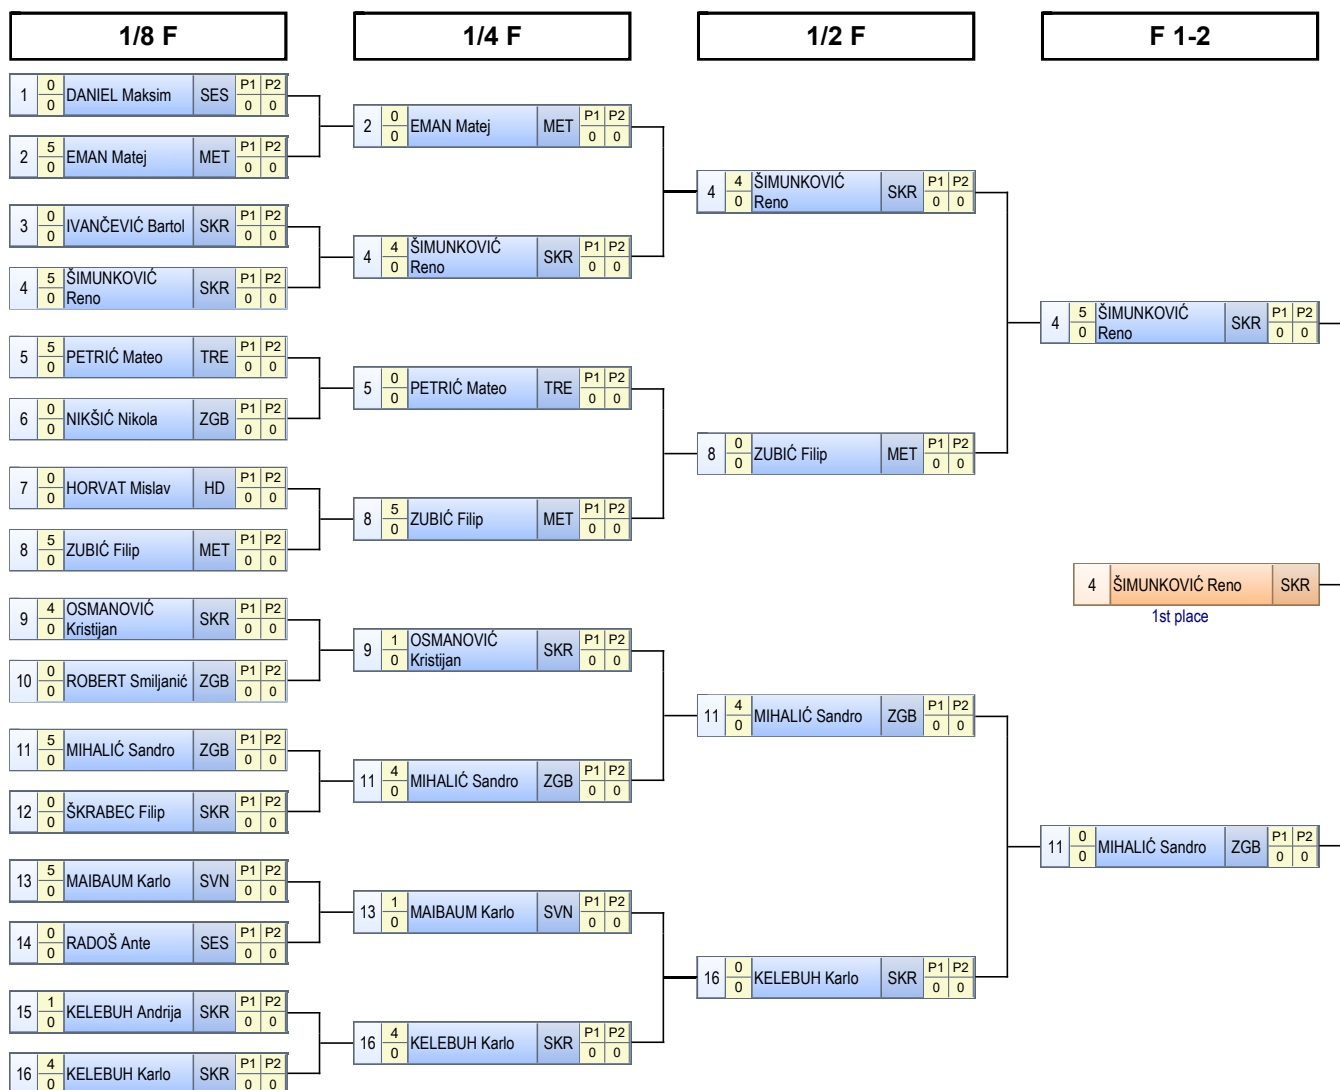 1/8 F 1/4 F 1/2 F F 1-2
1 0 0 DANIEL Maksim SES P1 P2 0 0
2 5 0 EMAN Matej MET P1 P2 0 0
3 0 0 IVANČEVIĆ Bartol SKR P1 P2 0 0
4 5 0 ŠIMUNKOVIĆ Reno SKR P1 P2 0 0
5 5 0 PETRIĆ Mateo TRE P1 P2 0 0
6 0 0 NIKŠIĆ Nikola ZGB P1 P2 0 0
7 0 0 HORVAT Mislav HD P1 P2 0 0
8 5 0 ZUBIĆ Filip MET P1 P2 0 0
9 4 0 OSMANOVIĆ Kristijan SKR P1 P2 0 0
10 0 0 ROBERT Smiljanić ZGB P1 P2 0 0
11 5 0 MIHALIĆ Sandro ZGB P1 P2 0 0
12 0 0 ŠKRABEC Filip SKR P1 P2 0 0
13 5 0 MAIBAUM Karlo SVN P1 P2 0 0
14 0 0 RADOŠ Ante SES P1 P2 0 0
15 1 0 KELEBUH Andrija SKR P1 P2 0 0
16 4 0 KELEBUH Karlo SKR P1 P2 0 0
2 0 0 EMAN Matej MET P1 P2 0 0
4 4 0 ŠIMUNKOVIĆ Reno SKR P1 P2 0 0
5 0 0 PETRIĆ Mateo TRE P1 P2 0 0
8 5 0 ZUBIĆ Filip MET P1 P2 0 0
9 1 0 OSMANOVIĆ Kristijan SKR P1 P2 0 0
11 4 0 MIHALIĆ Sandro ZGB P1 P2 0 0
13 1 0 MAIBAUM Karlo SVN P1 P2 0 0
16 4 0 KELEBUH Karlo SKR P1 P2 0 0
4 4 0 ŠIMUNKOVIĆ Reno SKR P1 P2 0 0
8 0 0 ZUBIĆ Filip MET P1 P2 0 0
11 4 0 MIHALIĆ Sandro ZGB P1 P2 0 0
16 0 0 KELEBUH Karlo SKR P1 P2 0 0
4 5 0 ŠIMUNKOVIĆ Reno SKR P1 P2 0 0
4 ŠIMUNKOVIĆ Reno SKR
1st place
11 0 0 MIHALIĆ Sandro ZGB P1 P2 0 0